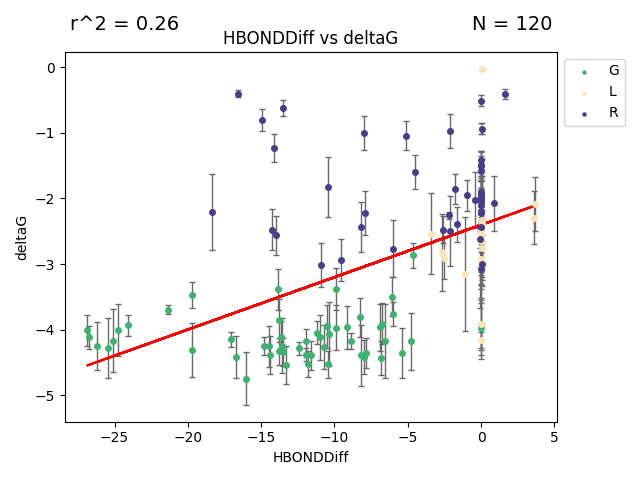 r^2 = 0.26
N = 120
HBONDDiff vs deltaG
G
L
R
deltaG
0
−1
−2
−3
−4
−5
−25
−20
−15
−10
−5
0
5
HBONDDiff